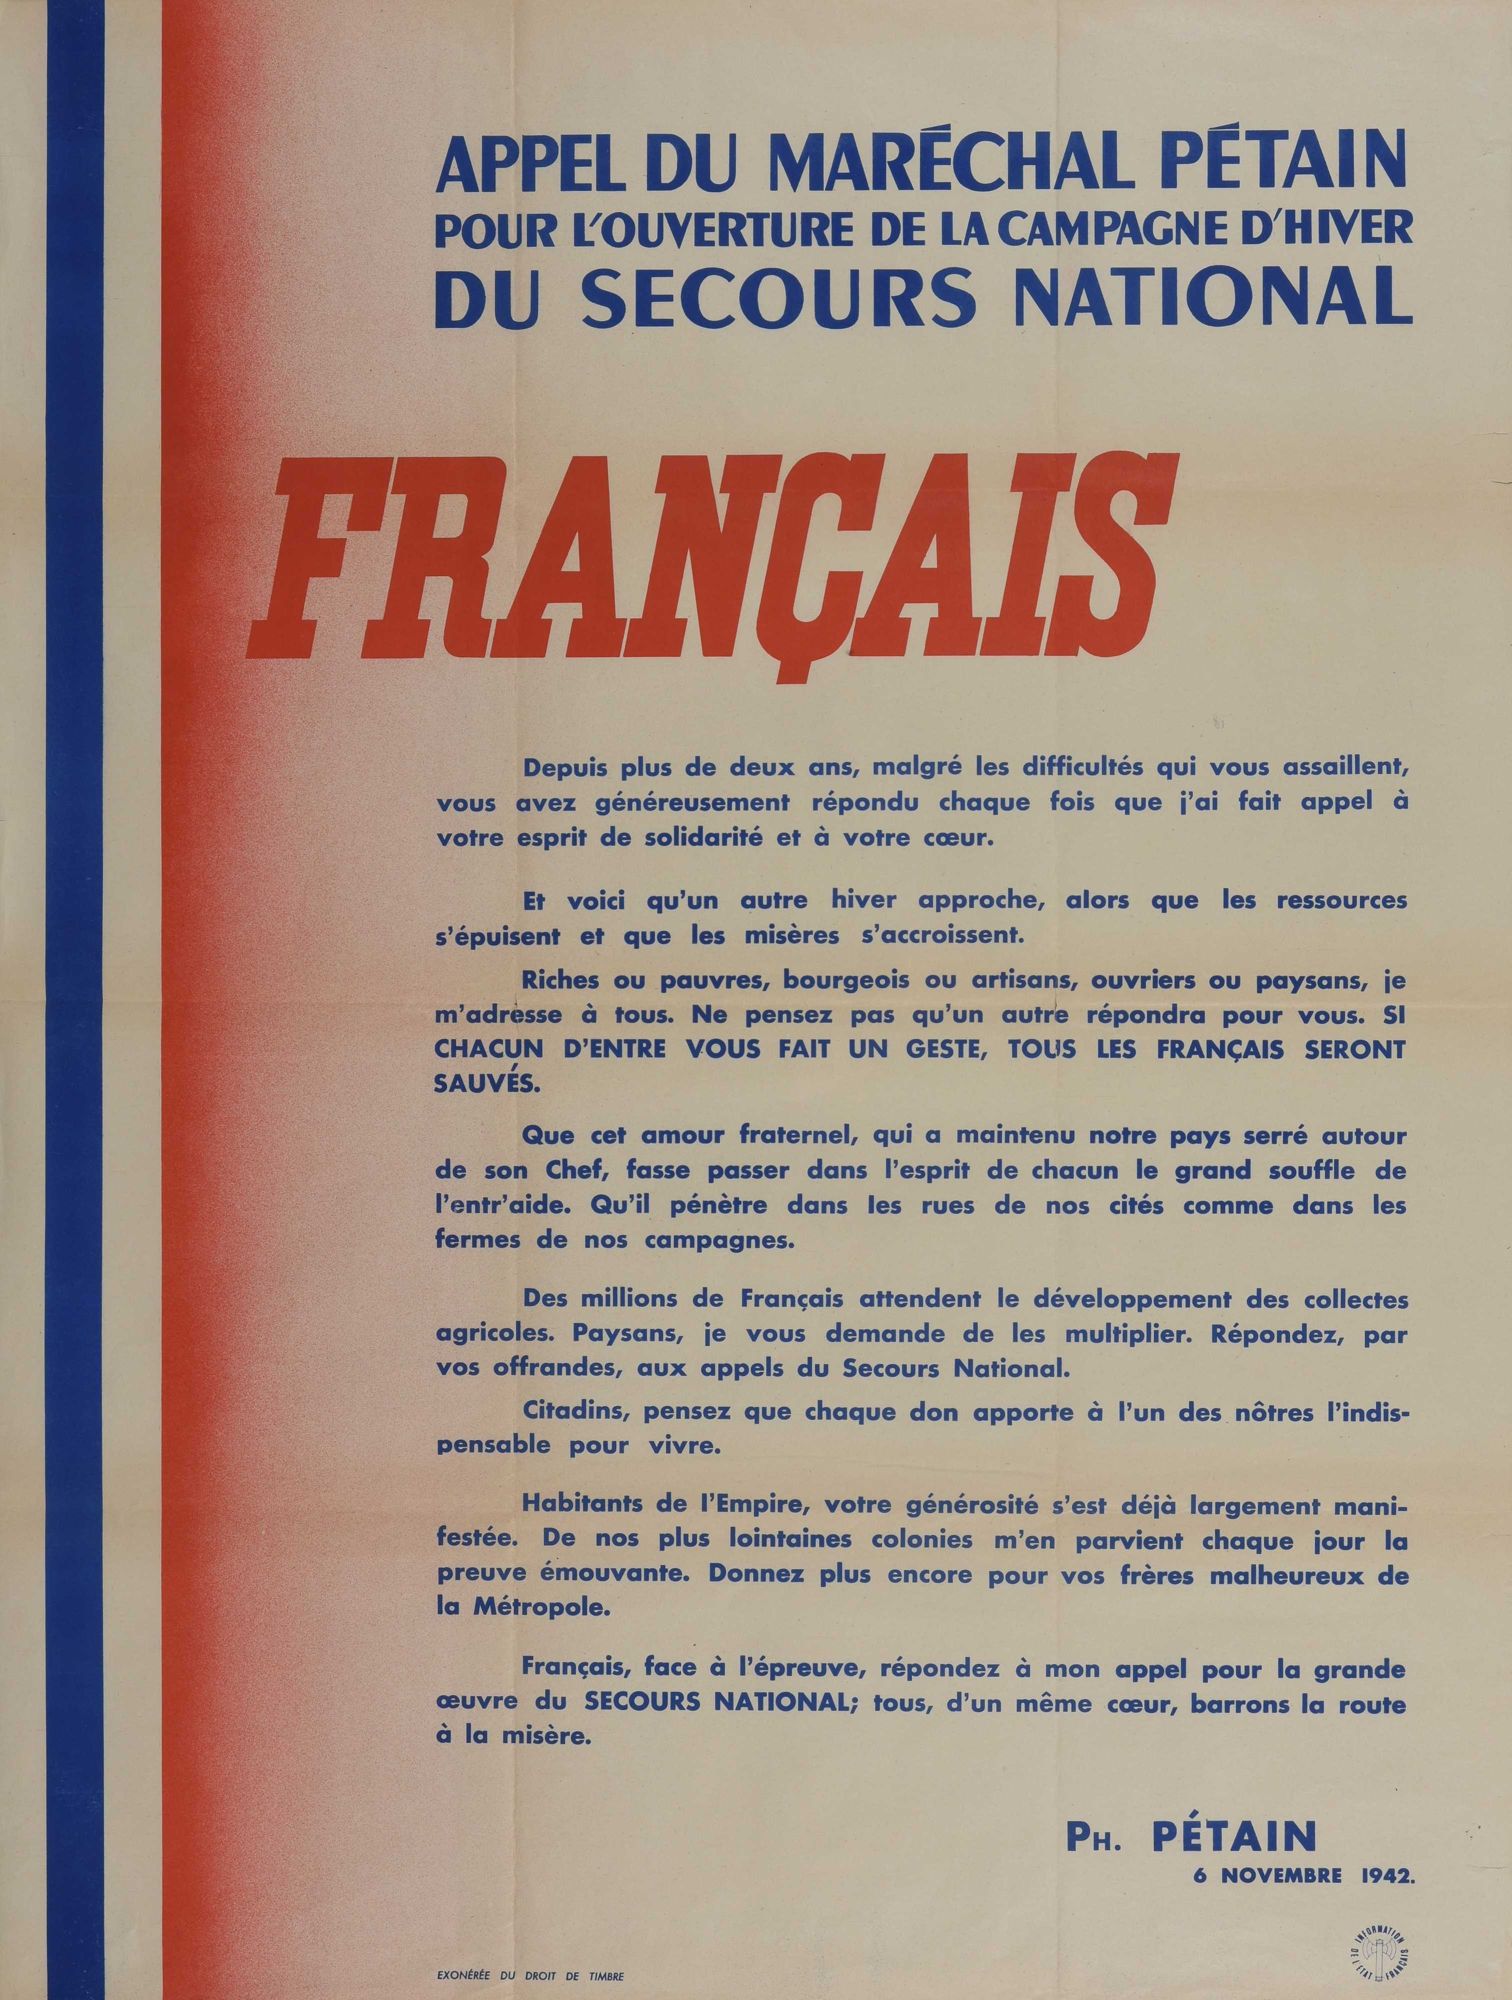 APPEL DU MARÉCHAL PÉTAIN
POUR L'OUVERTURE DE LA CAMPAGNE D'HIVER
DU SECOURS NATIONAL
FRANÇAIS
Depuis plus de deux ans, malgré les difficultés qui vous assaillent,
vous avez généreusement répondu chaque fois que j'ai fait appel à
votre esprit de solidarité et à votre cœur.
Et voici qu'un autre hiver approche, alors que les ressources
s'épuisent et que les misères s'accroissent.
Riches ou pauvres, bourgeois ou artisans, ouvriers ou paysans, je
m'adresse à tous. Ne pensez pas qu'un autre répondra pour vous. SI
CHACUN D'ENTRE VOUS FAIT UN GESTE, TOUS LES FRANÇAIS SERONT
SAUVÉS.
Que cet amour fraternel, qui a maintenu notre pays serré autour
de son Chef, fasse passer dans l'esprit de chacun le grand souffle de
l'entr'aide. Qu'il pénètre dans les rues de nos cités comme dans les
fermes de nos campagnes.
Des millions de Français attendent le développement des collectes
agricoles. Paysans, je vous demande de les multiplier. Répondez, par
vos offrandes, aux appels du Secours National.
Citadins, pensez que chaque don apporte à l'un des nôtres l'indis-
pensable pour vivre.
Habitants de l'Empire, votre générosité s'est déjà largement mani-
festée. De nos plus lointaines colonies m'en parvient chaque jour la
preuve émouvante. Donnez plus encore pour vos frères malheureux de
la Métropole.
Français, face à l'épreuve, répondez à mon appel pour la grande
œuvre du SECOURS NATIONAL; tous, d'un même cœur, barrons la route
à la misère.
PH. PÉTAIN
6 NOVEMBRE 1942.
INFORMATION DE L'ETAT FRANÇAIS
EXONÉRÉE DU DROIT DE TIMBRE